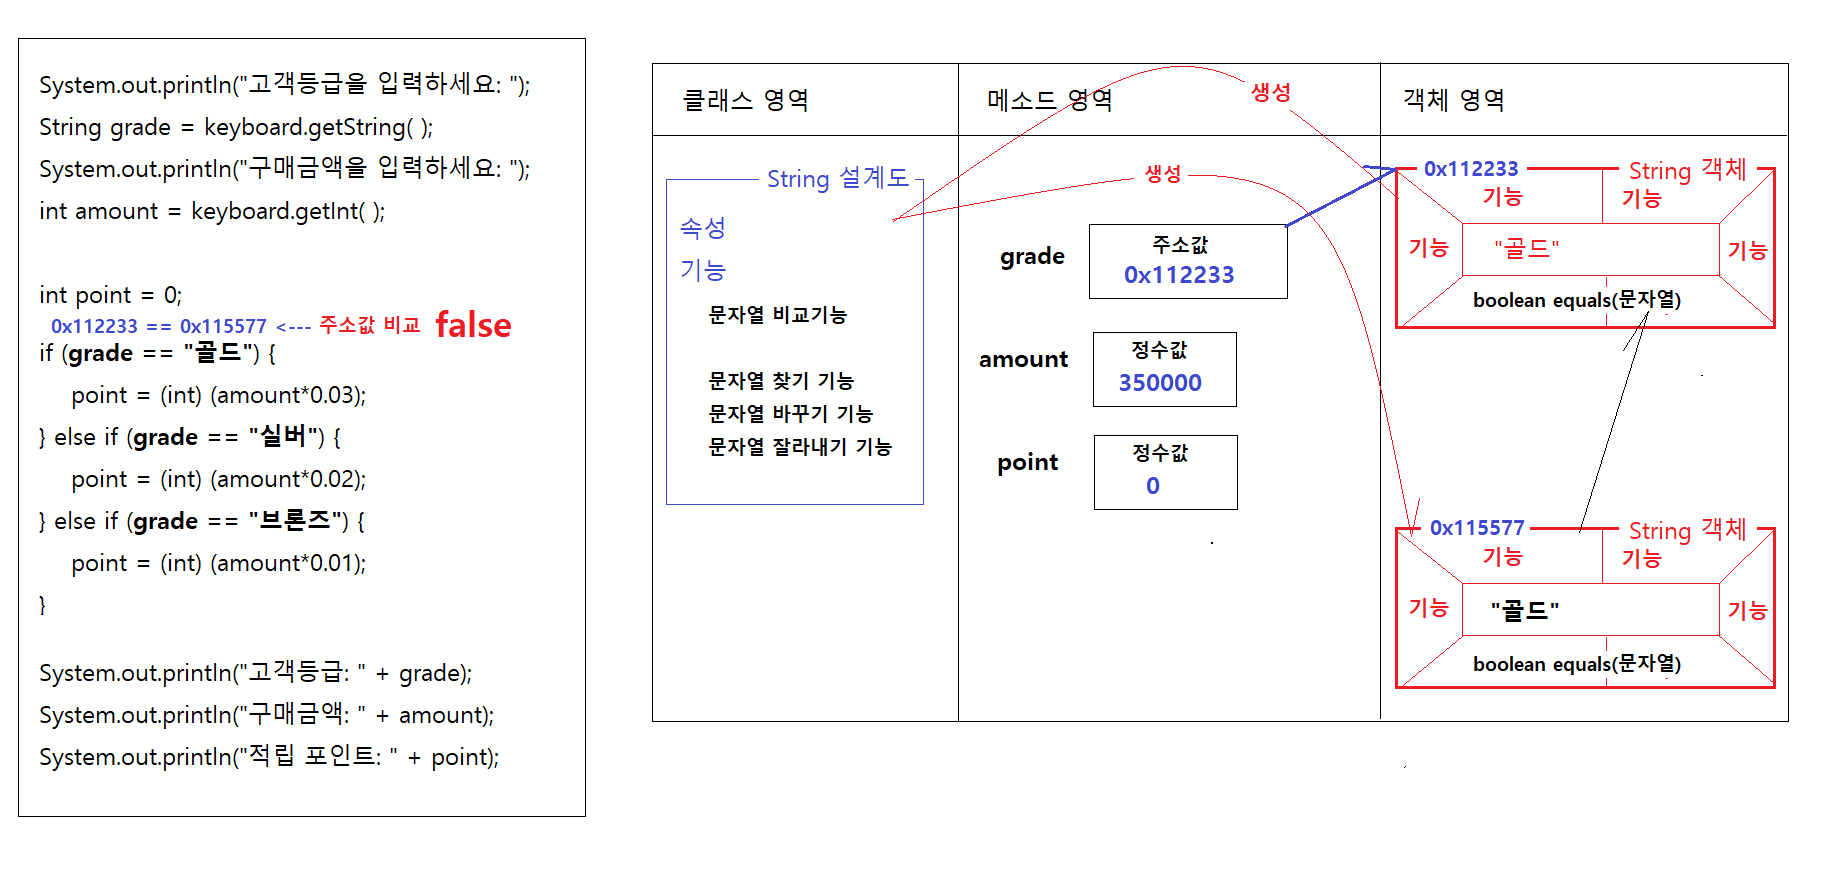 System.out.println("고객등급을 입력하세요: ");
String grade = keyboard.getString( );
System.out.println("구매금액을 입력하세요: ");
int amount = keyboard.getInt( );
int point = 0;
0x112233 == 0x115577 <--- 주소값 비교 false
if (grade == "골드") {
point = (int) (amount*0.03);
} else if (grade == "실버") {
point = (int) (amount*0.02);
} else if (grade == "브론즈") {
point = (int) (amount*0.01);
}
System.out.println("고객등급: " + grade);
System.out.println("구매금액: " + amount);
System.out.println("적립 포인트: " + point);
클래스 영역
String 설계도
속성
기능
문자열 비교기능
문자열 찾기 기능
문자열 바꾸기 기능
문자열 잘라내기 기능
메소드 영역
생성
생성
grade
주소값
0x112233
amount
정수값
350000
point
정수값
0
객체 영역
0x112233 String 객체
기능 기능
기능 "골드" 기능
boolean equals(문자열)
0x115577 String 객체
기능 기능
기능 "골드" 기능
boolean equals(문자열)